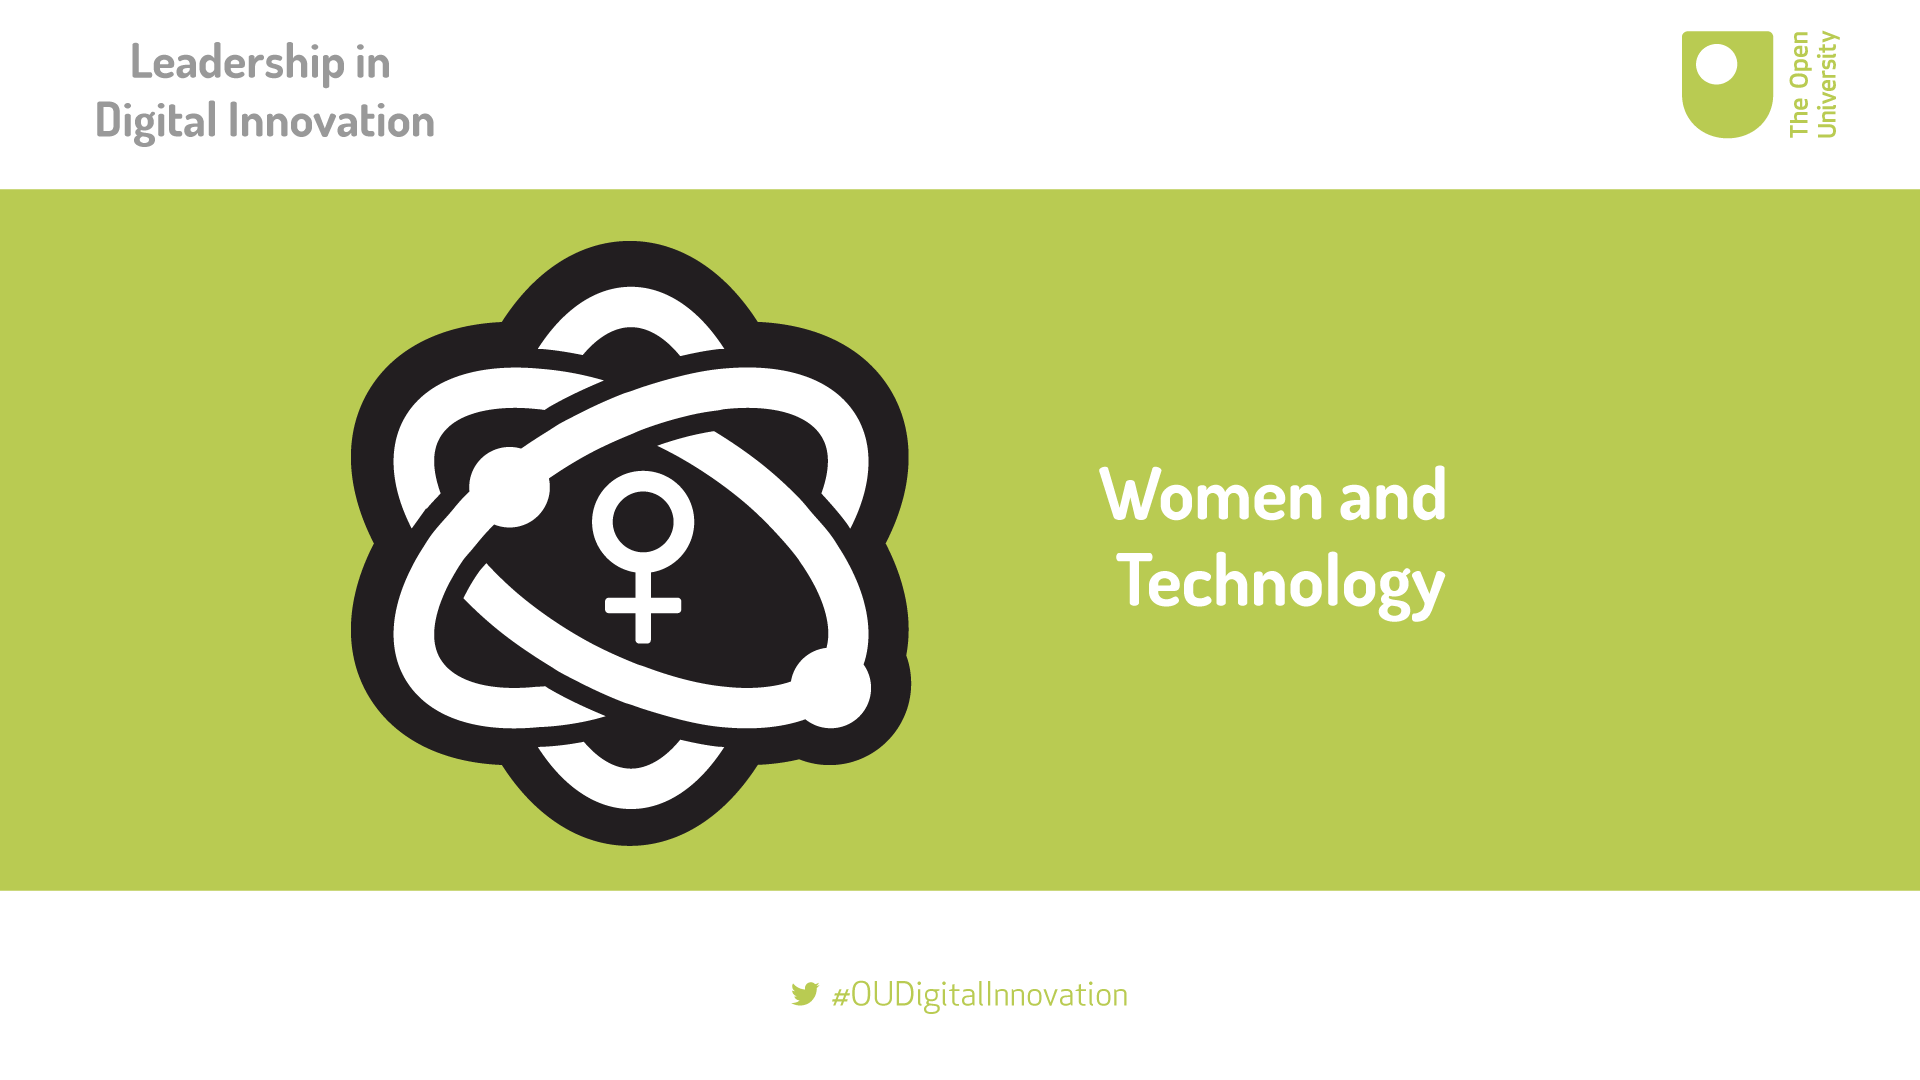 Leadership in
Digital Innovation
The Open
University
Women and
Technology
#OUDigitalInnovation